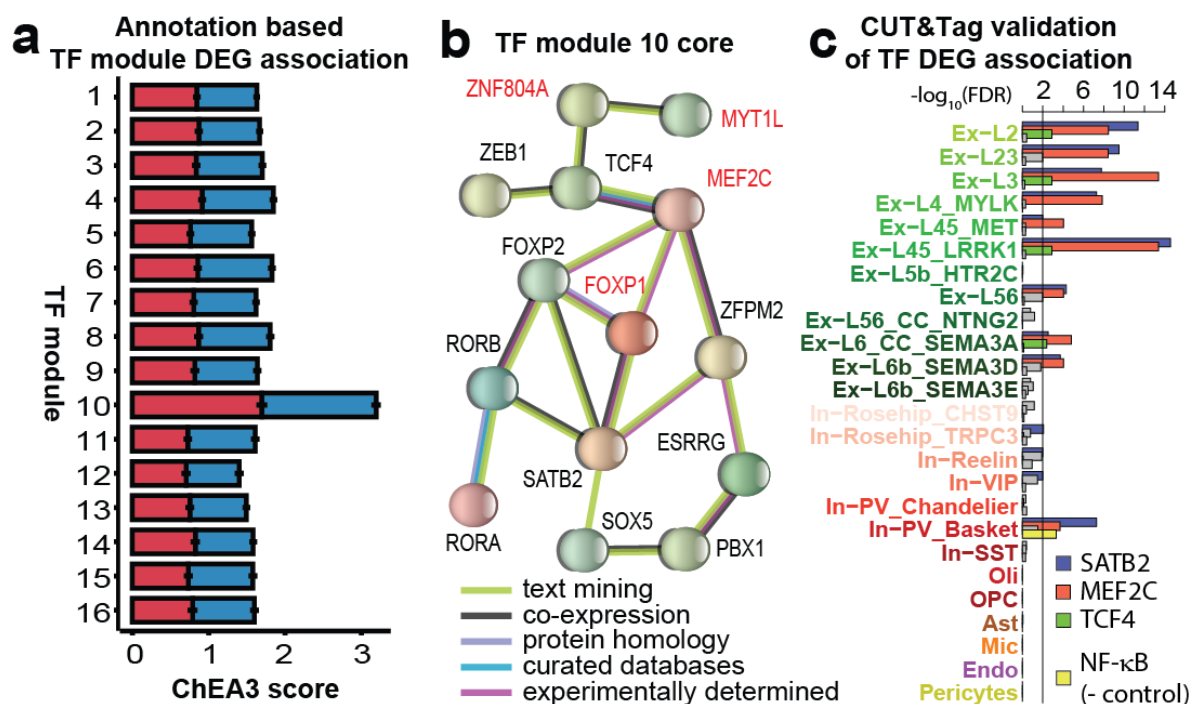 a
Annotation based
TF module DEG association
TF module
1
2
3
4
5
6
7
8
9
10
11
12
13
14
15
16
0 1 2 3
ChEA3 score
b
TF module 10 core
ZNF804A
MYT1L
ZEB1
TCF4
MEF2C
FOXP2
FOXP1
ZFPM2
RORB
ESRRG
SATB2
SOX5
RORA
PBX1
text mining
co-expression
protein homology
curated databases
experimentally determined
c
CUT&Tag validation
of TF DEG association
-log10(FDR)
2 6 10 14
Ex−L2
Ex−L23
Ex−L3
Ex−L4_MYLK
Ex−L45_MET
Ex−L45_LRRK1
Ex−L5b_HTR2C
Ex−L56
Ex−L56_CC_NTNG2
Ex−L6_CC_SEMA3A
Ex−L6b_SEMA3D
Ex−L6b_SEMA3E
In−Rosehip_CHST9
In−Rosehip_TRPC3
In−Reelin
In−VIP
In−PV_Chandelier
In−PV_Basket
In−SST
Oli
OPC
Ast
Mic
Endo
Pericytes
SATB2
MEF2C
TCF4
NF-κB
(- control)